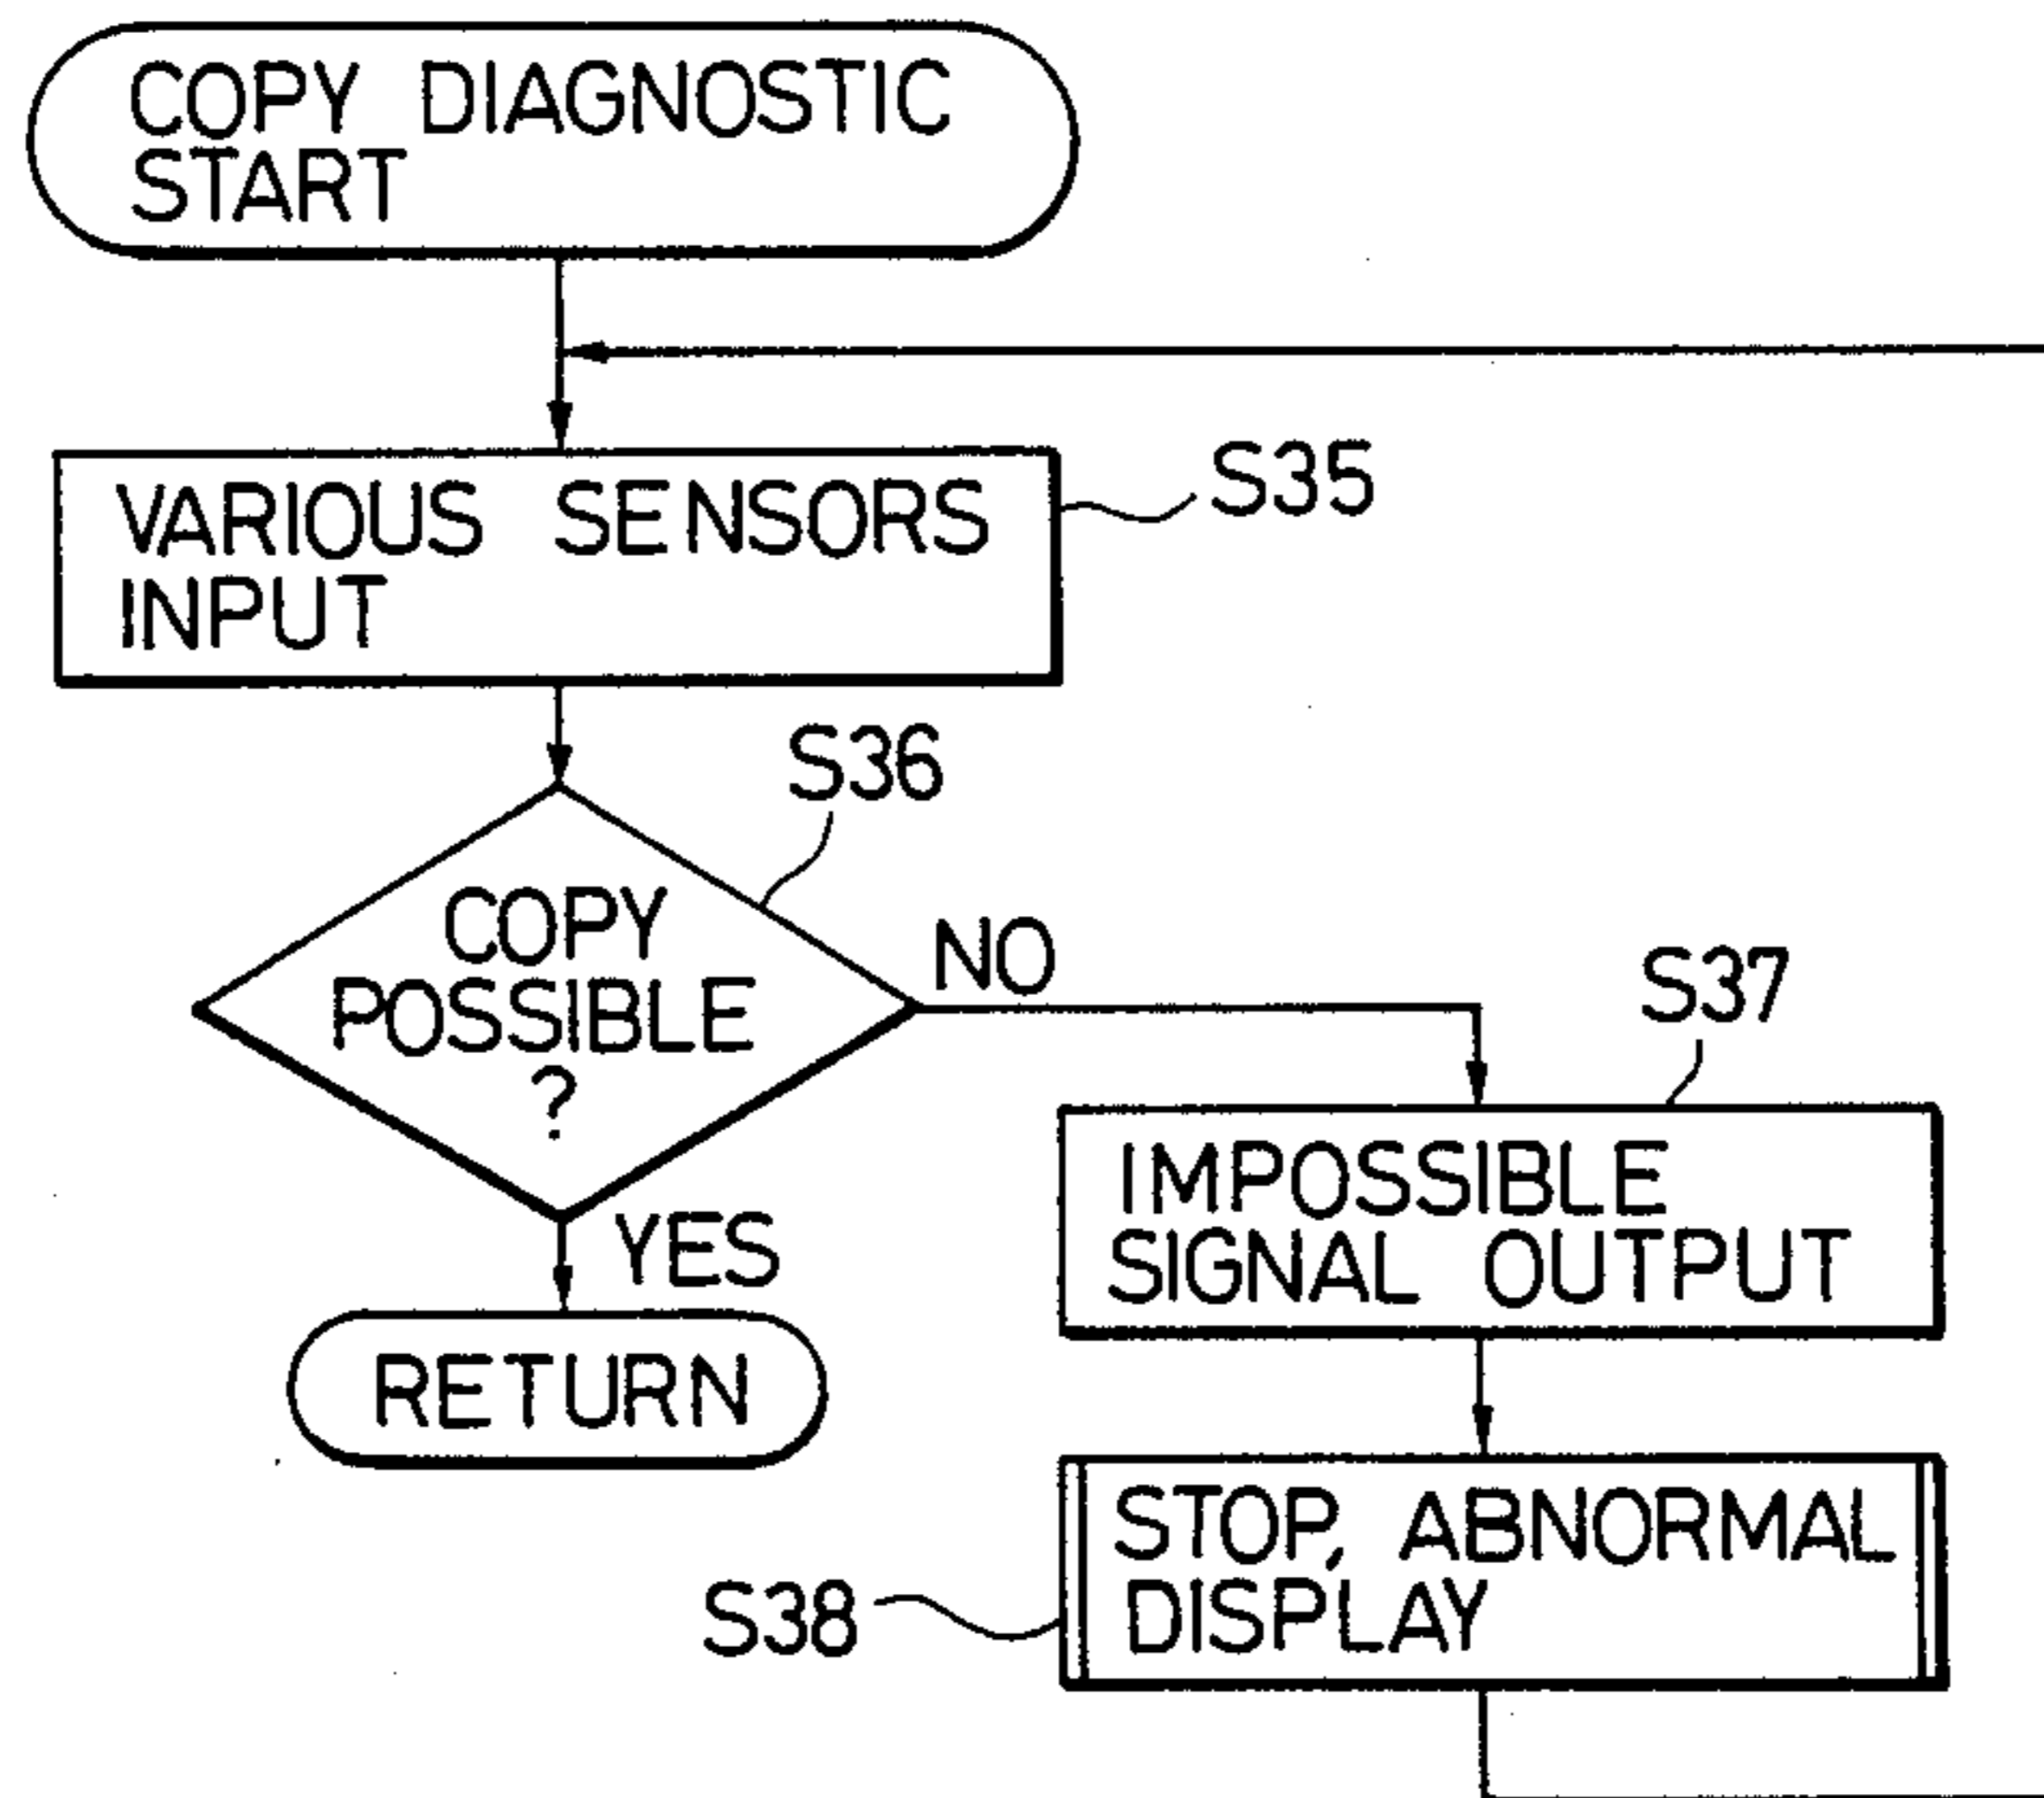 COPY DIAGNOSTIC
START
VARIOUS SENSORS
INPUT
S35
S36
COPY
POSSIBLE
?
NO
YES
RETURN
S37
IMPOSSIBLE
SIGNAL OUTPUT
STOP, ABNORMAL
DISPLAY
S38